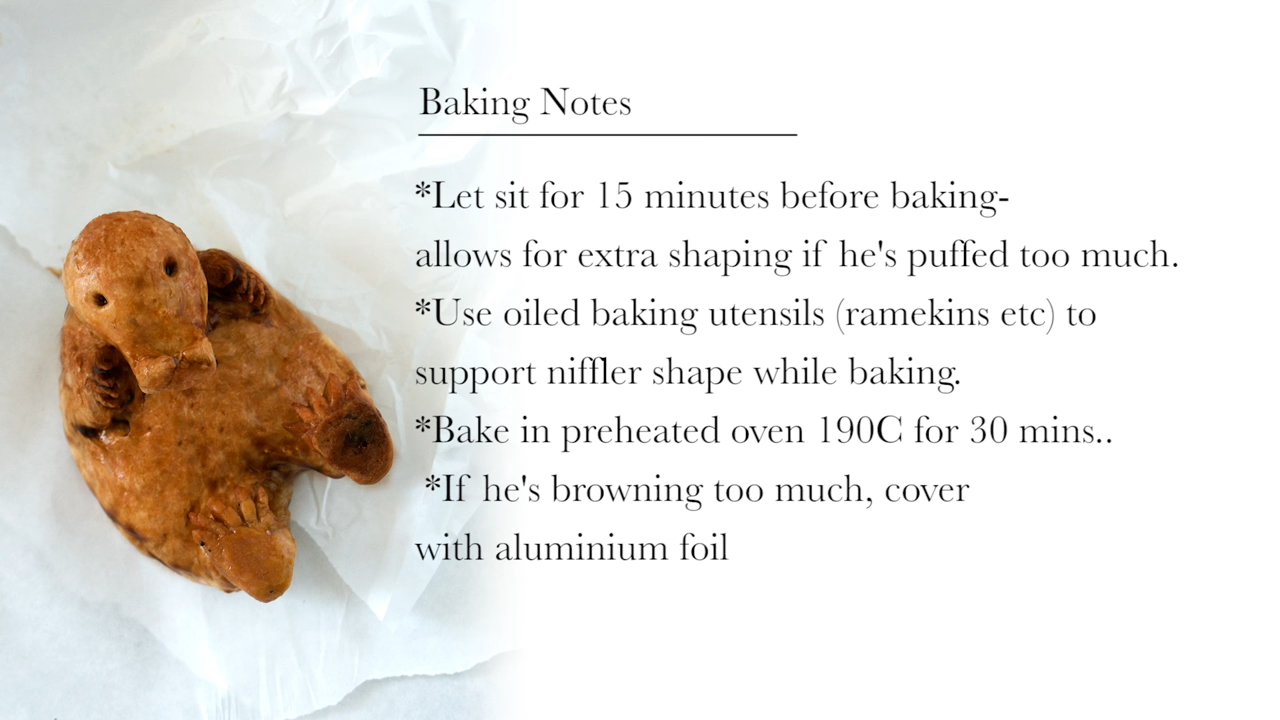 Baking Notes
*Let sit for 15 minutes before baking-
allows for extra shaping if he's puffed too much.
*Use oiled baking utensils (ramekins etc) to
support niffler shape while baking.
*Bake in preheated oven 190C for 30 mins..
*If he's browning too much, cover
with aluminium foil